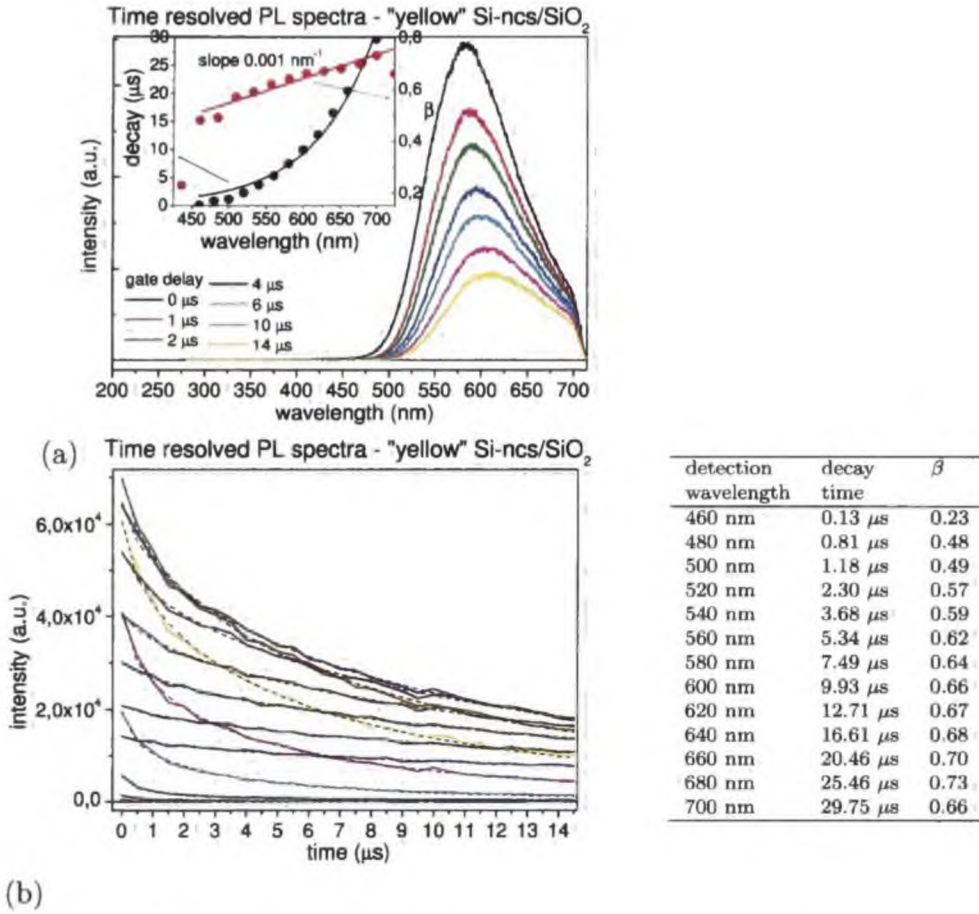 Time resolved PL spectra - "yellow" Si-ncs/SiO2
30
25
20
15
10
5
0
decay (μs)
slope 0.001 nm-1
0,8
0,6
0,4
0,2
β
450 500 550 600 650 700
wavelength (nm)
intensity (a.u.)
gate delay
0 μs
1 μs
2 μs
4 μs
6 μs
10 μs
14 μs
200 250 300 350 400 450 500 550 600 650 700
wavelength (nm)
(a)
Time resolved PL spectra - "yellow" Si-ncs/SiO2
6,0x10^4
4,0x10^4
2,0x10^4
0,0
intensity (a.u.)
0 1 2 3 4 5 6 7 8 9 10 11 12 13 14
time (μs)
(b)
detection wavelength decay time β
460 nm 0.13 μs 0.23
480 nm 0.81 μs 0.48
500 nm 1.18 μs 0.49
520 nm 2.30 μs 0.57
540 nm 3.68 μs 0.59
560 nm 5.34 μs 0.62
580 nm 7.49 μs 0.64
600 nm 9.93 μs 0.66
620 nm 12.71 μs 0.67
640 nm 16.61 μs 0.68
660 nm 20.46 μs 0.70
680 nm 25.46 μs 0.73
700 nm 29.75 μs 0.66